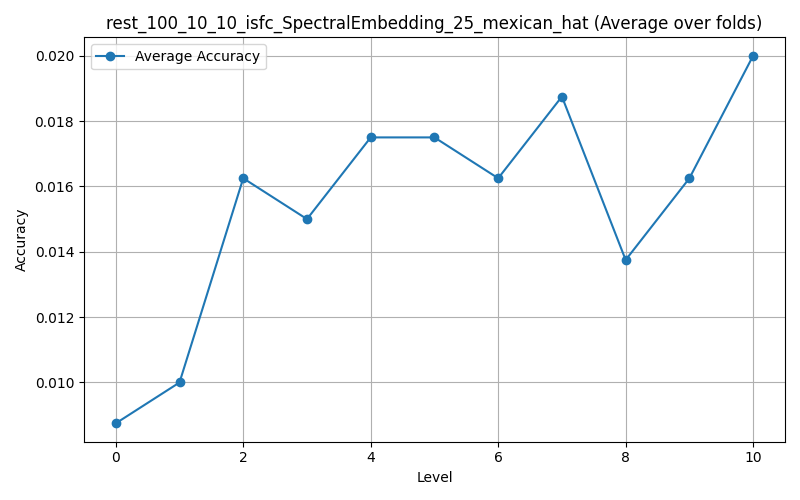 rest_100_10_10_isfc_SpectralEmbedding_25_mexican_hat (Average over folds)
Average Accuracy
0.020
0.018
0.016
0.014
0.012
0.010
Accuracy
0 2 4 6 8 10
Level